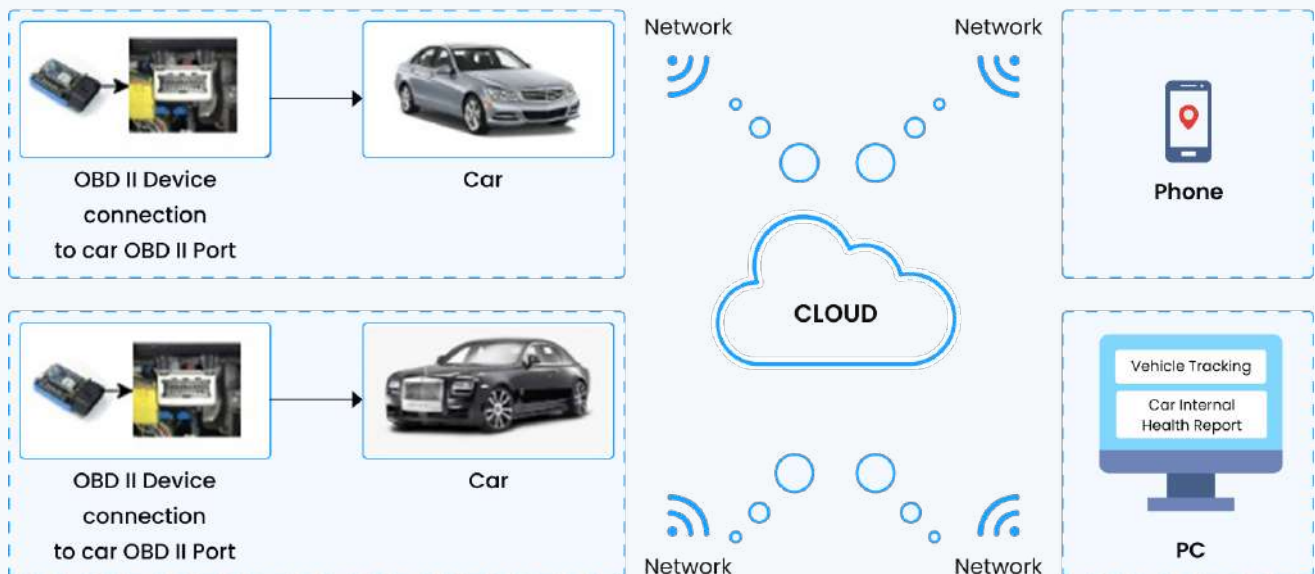 Network
Network
OBD II Device
connection
to car OBD II Port
Car
Phone
CLOUD
Vehicle Tracking
Car Internal
Health Report
OBD II Device
connection
to car OBD II Port
Car
Network
Network
PC